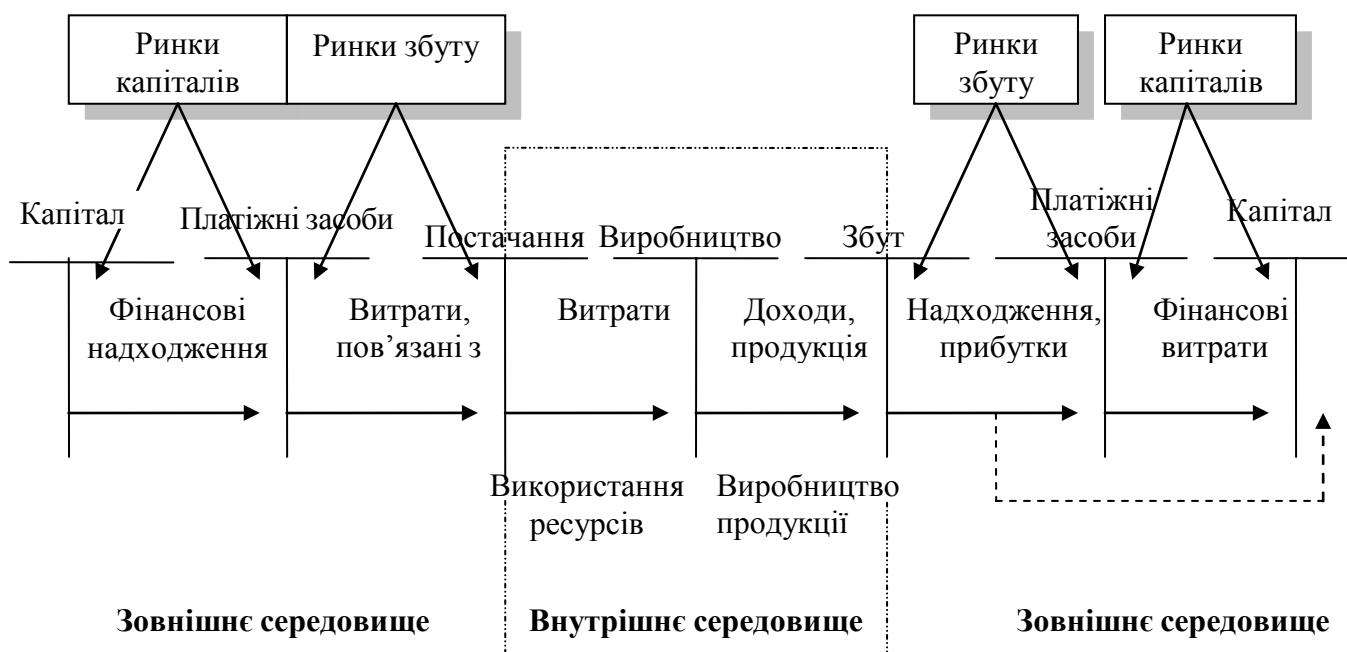 Ринки
капіталів
Ринки збуту
Ринки
збуту
Ринки
капіталів
Капітал
Платіжні засоби
Постачання
Виробництво
Збут
Платіжні
засоби
Капітал
Фінансові
надходження
Витрати,
пов’язані з
Витрати
Доходи,
продукція
Надходження,
прибутки
Фінансові
витрати
Використання
ресурсів
Виробництво
продукції
Зовнішнє середовище
Внутрішнє середовище
Зовнішнє середовище